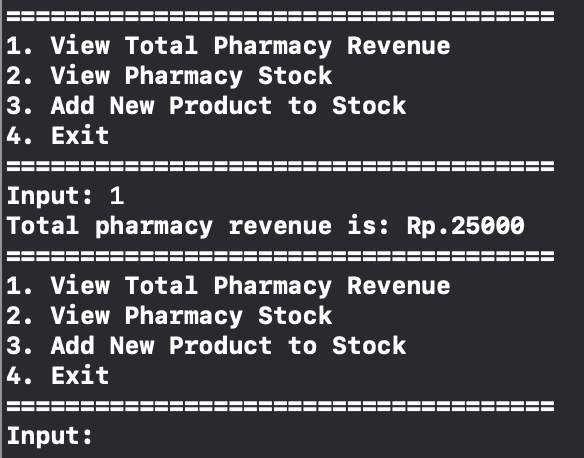 =====================================
1. View Total Pharmacy Revenue
2. View Pharmacy Stock
3. Add New Product to Stock
4. Exit
=====================================
Input: 1
Total pharmacy revenue is: Rp.25000
=====================================
1. View Total Pharmacy Revenue
2. View Pharmacy Stock
3. Add New Product to Stock
4. Exit
=====================================
Input: